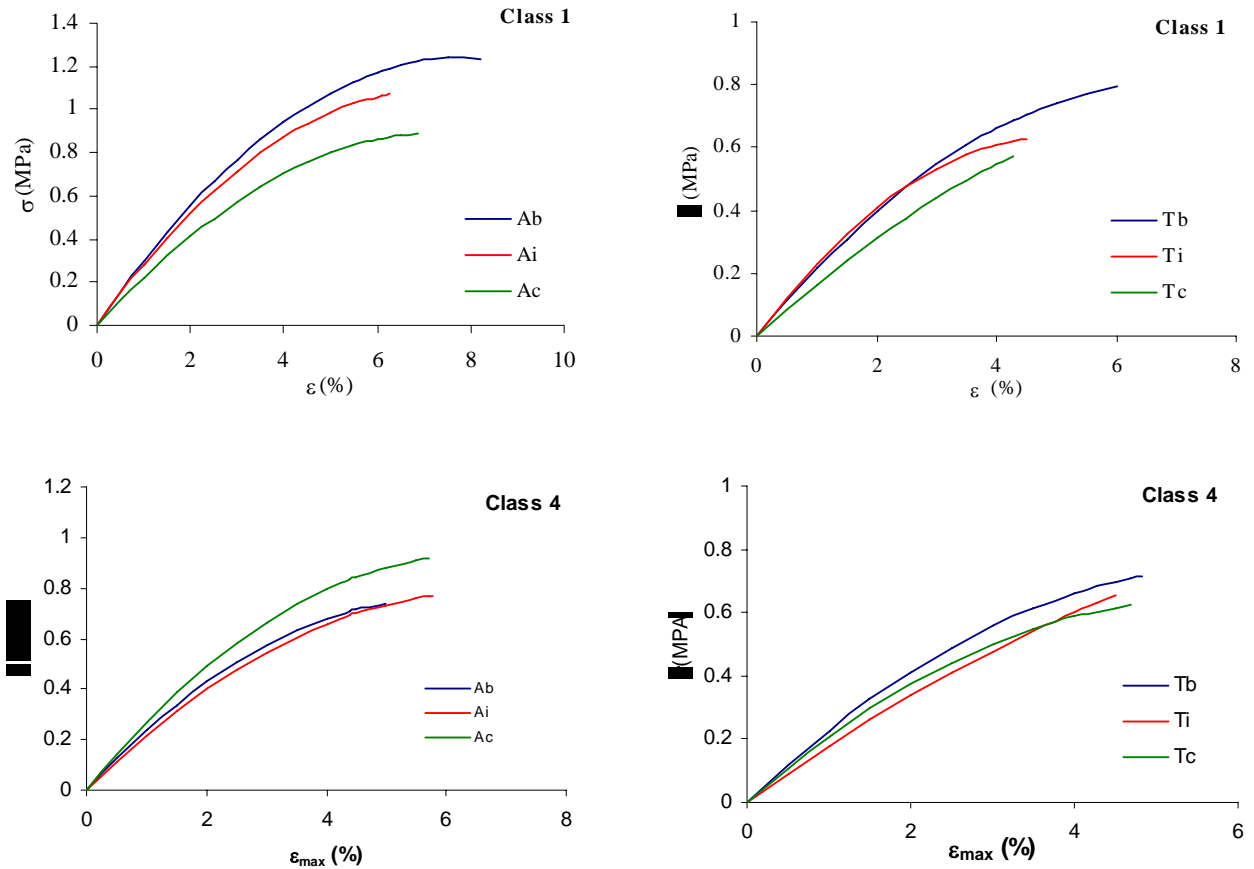 Class 1
1.4
1.2
1
0.8
0.6
0.4
0.2
0
σ (MPa)
Ab
Ai
Ac
0 2 4 6 8 10
ε (%)
Class 1
1
0.8
0.6
0.4
0.2
0
(MPa)
Tb
Ti
Tc
0 2 4 6 8
ε (%)
Class 4
1.2
1
0.8
0.6
0.4
0.2
0
Ab
Ai
Ac
0 2 4 6 8
εmax (%)
Class 4
1
0.8
0.6
0.4
0.2
0
(MPA
Tb
Ti
Tc
0 2 4 6
εmax (%)